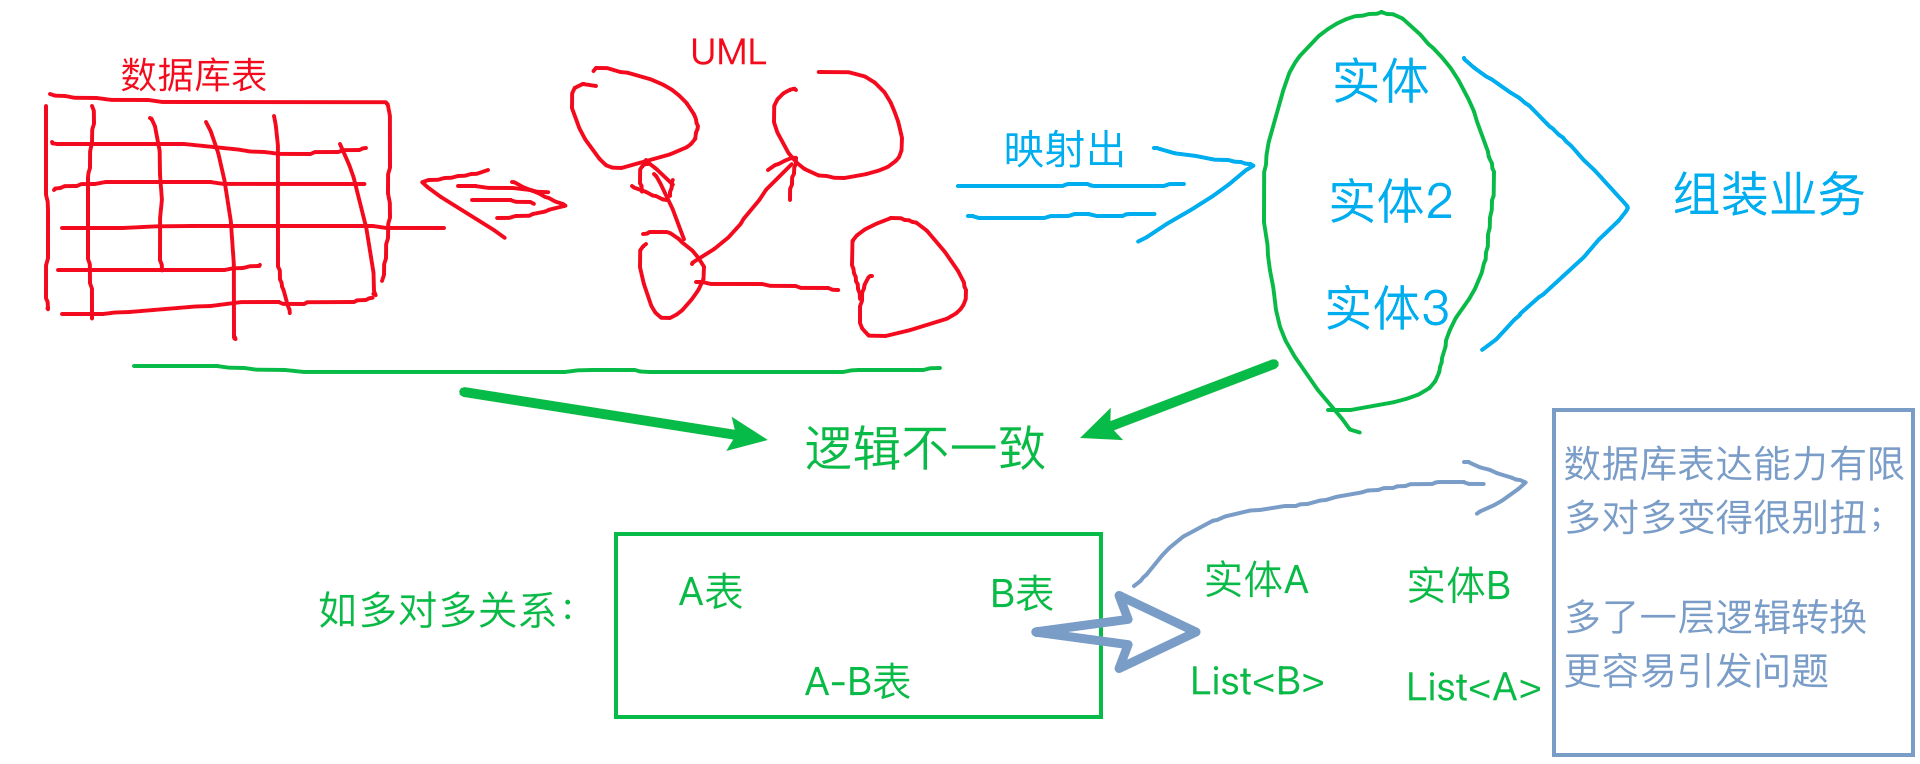 数据库表
UML
映射出
实体
实体2
实体3
组装业务
逻辑不一致
如多对多关系：
A表
B表
A-B表
实体A
List<B>
实体B
List<A>
数据库表达能力有限
多对多变得很别扭；
多了一层逻辑转换
更容易引发问题